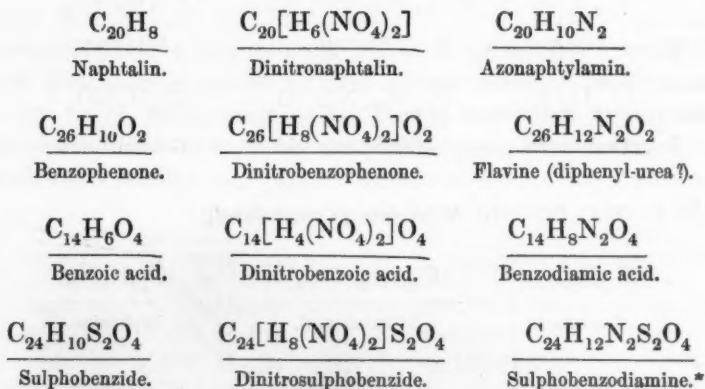 C₂₀H₈ C₂₀[H₆(NO₄)₂] C₂₀H₁₀N₂
Naphtalin. Dinitronaphtalin. Azonaphtylamin.
C₂₆H₁₀O₂ C₂₆[H₈(NO₄)₂]O₂ C₂₆H₁₂N₂O₂
Benzophenone. Dinitrobenzophenone. Flavine (diphenyl-urea?).
C₁₄H₆O₄ C₁₄[H₄(NO₄)₂]O₄ C₁₄H₈N₂O₄
Benzoic acid. Dinitrobenzoic acid. Benzodiamic acid.
C₂₄H₁₀S₂O₄ C₂₄[H₈(NO₄)₂]S₂O₄ C₂₄H₁₂N₂S₂O₄
Sulphobenzide. Dinitrosulphobenzide. Sulphobenzodiamine.*